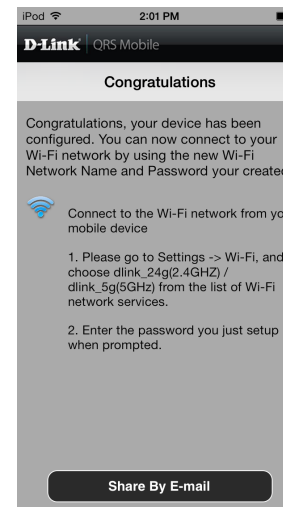 iPod 2:01 PM
D-Link QRS Mobile
Congratulations
Congratulations, your device has been
configured. You can now connect to your
Wi-Fi network by using the new Wi-Fi
Network Name and Password your created
Connect to the Wi-Fi network from yo
mobile device
1. Please go to Settings -> Wi-Fi, and
choose dlink_24g(2.4GHZ) /
dlink_5g(5GHz) from the list of Wi-Fi
network services.
2. Enter the password you just setup
when prompted.
Share By E-mail